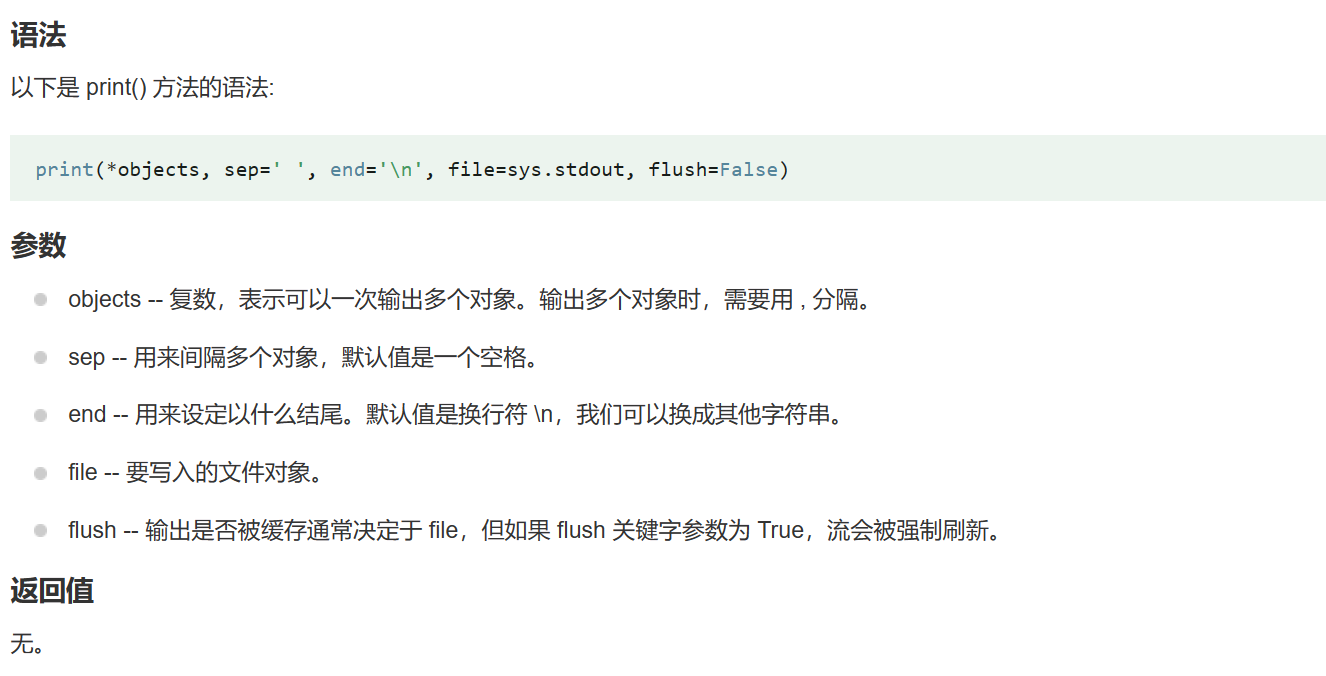 语法
以下是 print() 方法的语法:
print(*objects, sep=' ', end='\n', file=sys.stdout, flush=False)
参数
objects -- 复数，表示可以一次输出多个对象。输出多个对象时，需要用 , 分隔。
sep -- 用来间隔多个对象，默认值是一个空格。
end -- 用来设定以什么结尾。默认值是换行符 \n，我们可以换成其他字符串。
file -- 要写入的文件对象。
flush -- 输出是否被缓存通常决定于 file，但如果 flush 关键字参数为 True，流会被强制刷新。
返回值
无。